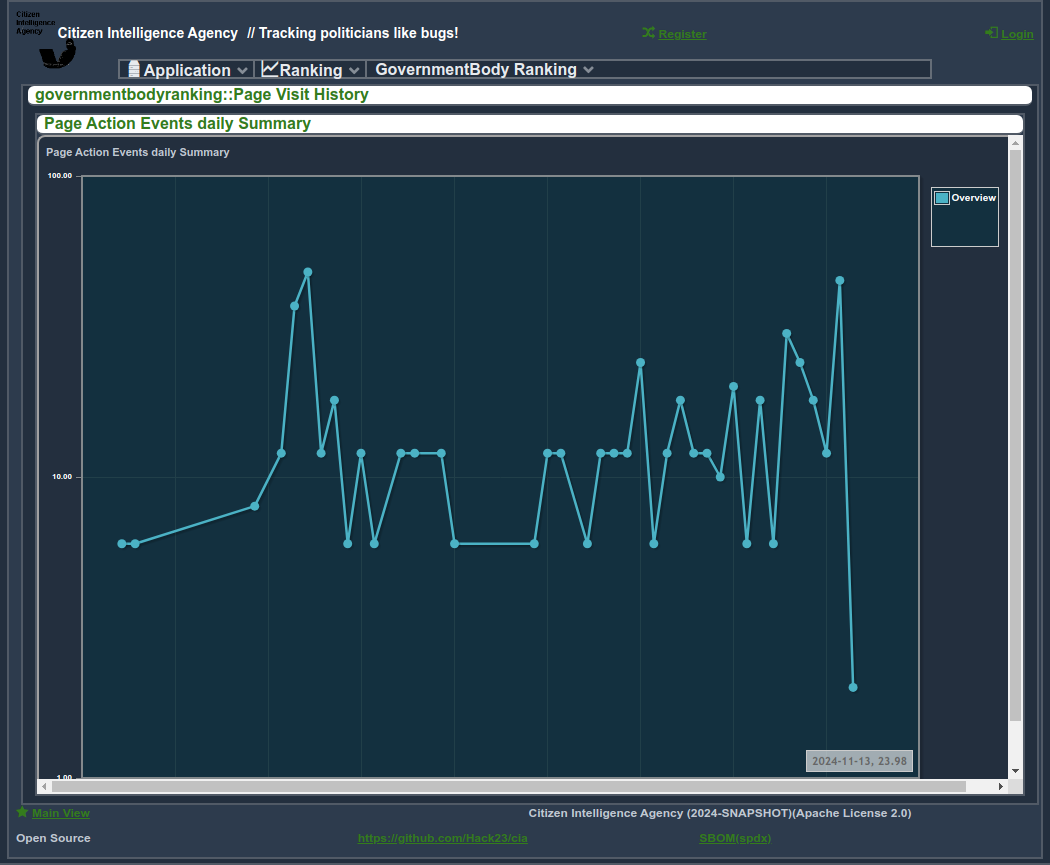 Citizen
Intelligence
Agency
Citizen Intelligence Agency // Tracking politicians like bugs!
Register
Login
Application
Ranking
GovernmentBody Ranking
governmentbodyranking::Page Visit History
Page Action Events daily Summary
Page Action Events daily Summary
100.00
Overview
10.00
2024-11-13, 23.98
1.00
Main View
Citizen Intelligence Agency (2024-SNAPSHOT)(Apache License 2.0)
Open Source
https://github.com/Hack23/cia
SBOM(spdx)